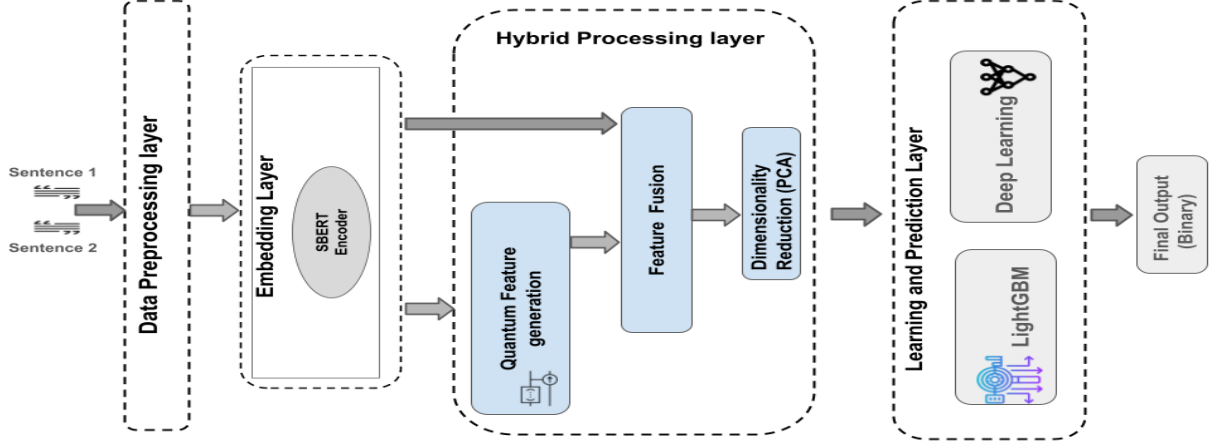 Sentence 1
Sentence 2
Data Preprocessing layer
Embedding Layer
SBERT
Encoder
Hybrid Processing layer
Quantum Feature
generation
Feature Fusion
Dimensionality
Reduction (PCA)
Learning and Prediction Layer
Deep Learning
LightGBM
Final Output
(Binary)